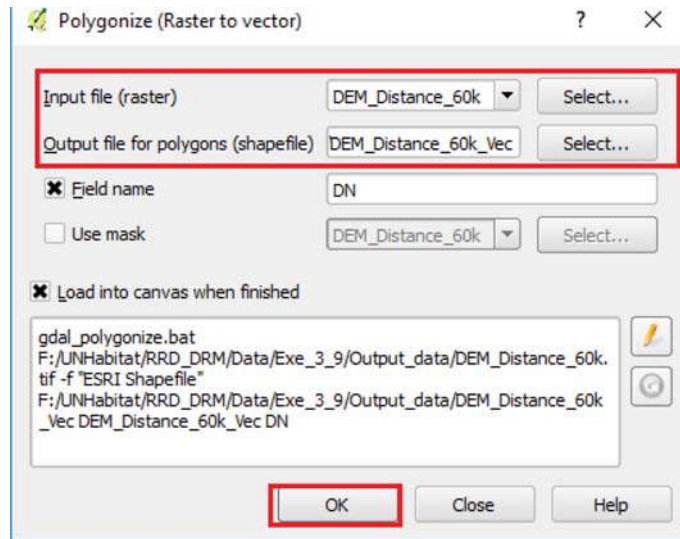 Polygonize (Raster to vector) ?
Input file (raster) DEM_Distance_60k Select...
Output file for polygons (shapefile) DEM_Distance_60k_Vec Select...
Field name DN
Use mask DEM_Distance_60k Select...
Load into canvas when finished
gdal_polygonize.bat
F:/UNHabitat/RRD_DRM/Data/Exe_3_9/Output_data/DEM_Distance_60k.
tif -f "ESRI Shapefile"
F:/UNHabitat/RRD_DRM/Data/Exe_3_9/Output_data/DEM_Distance_60k
_Vec DEM_Distance_60k_Vec DN
OK Close Help